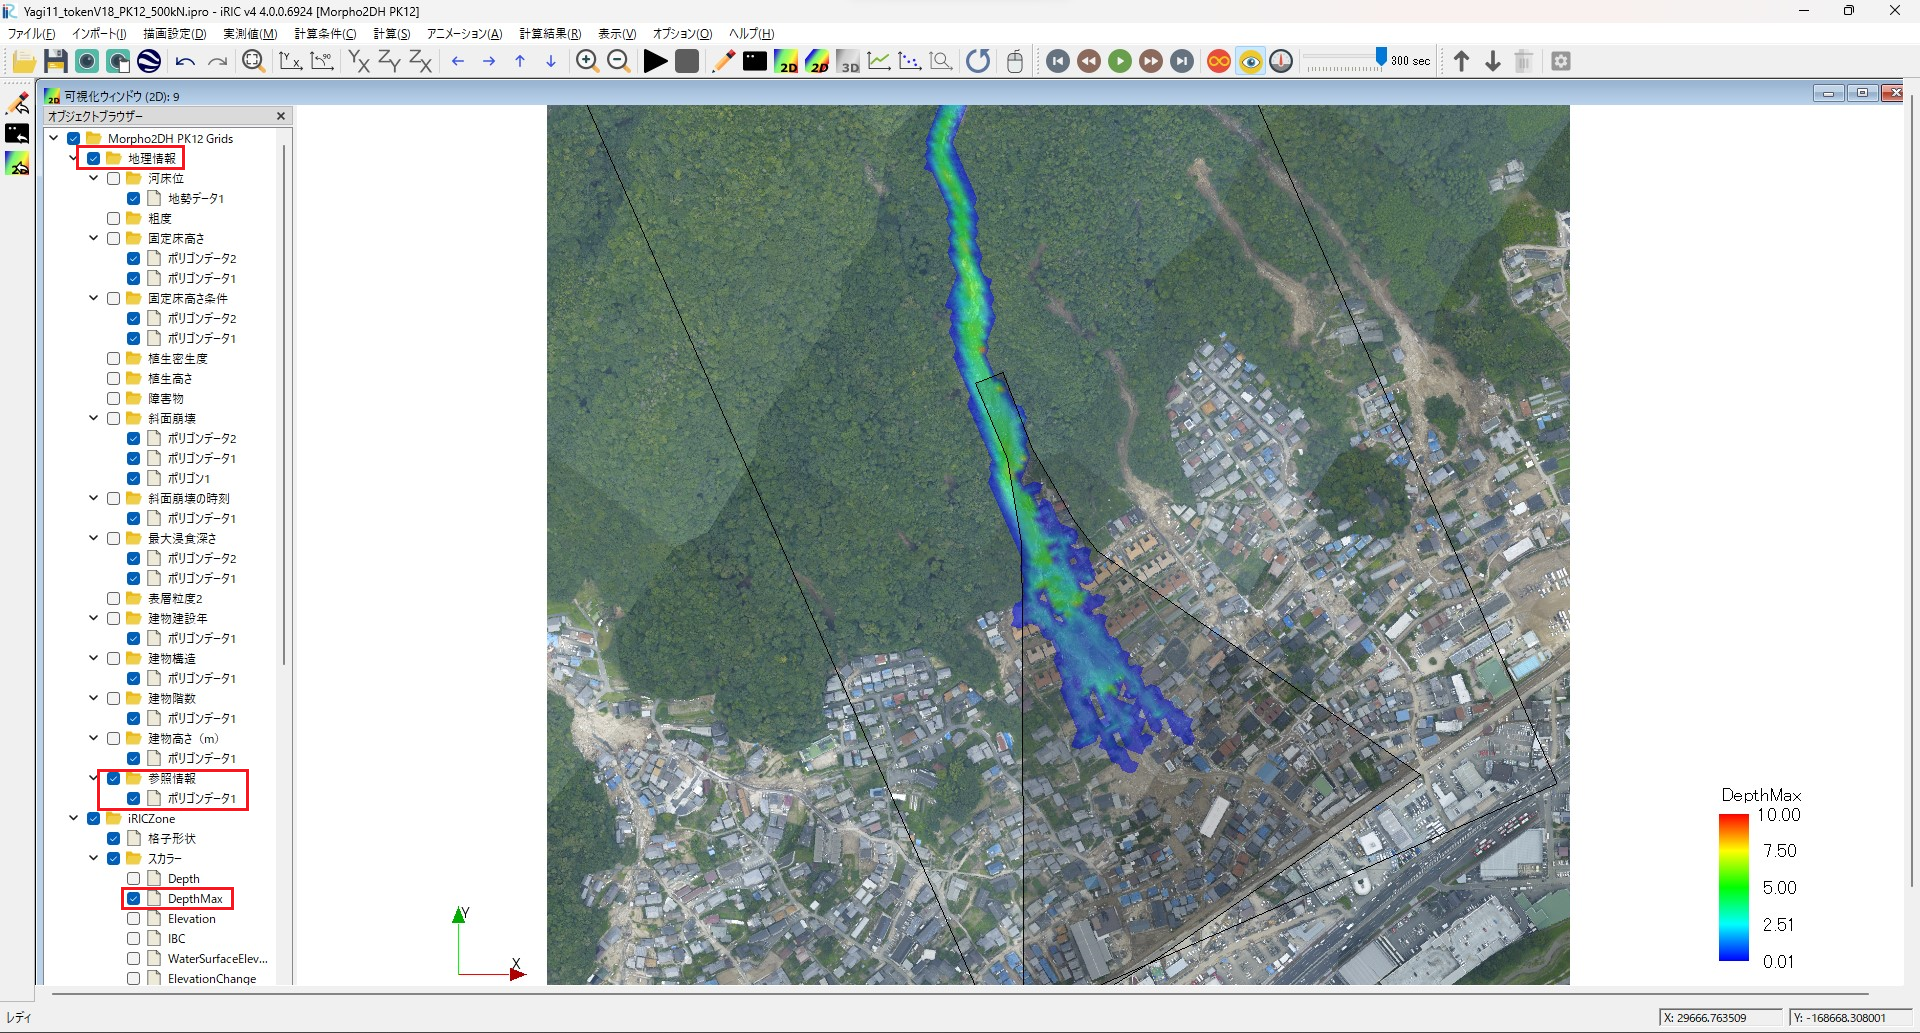 Yagi11_tokenV18_PK12_500kN.ipro - iRIC v4 4.0.0.6924 [Morpho2DH PK12]
ファイル(F) インポート(I) 描画設定(D) 実測値(M) 計算条件(C) 計算(S) アニメーション(A) 計算結果(R) 表示(V) オプション(O) ヘルプ(H)
300 sec
可視化ウィンドウ (2D): 9
オブジェクトブラウザー
Morpho2DH PK12 Grids
地理情報
河床位
地勢データ1
粗度
固定床高さ
ポリゴンデータ2
ポリゴンデータ1
固定床高さ条件
ポリゴンデータ2
ポリゴンデータ1
植生密生度
植生高さ
障害物
斜面崩壊
ポリゴンデータ2
ポリゴンデータ1
ポリゴン1
斜面崩壊の時刻
ポリゴンデータ1
最大浸食深さ
ポリゴンデータ2
ポリゴンデータ1
表層粒度2
建物建設年
ポリゴンデータ1
建物構造
ポリゴンデータ1
建物階数
ポリゴンデータ1
建物高さ（m）
ポリゴンデータ1
参照情報
ポリゴンデータ1
iRICZone
格子形状
スカラー
Depth
DepthMax
Elevation
IBC
WaterSurfaceElev...
ElevationChange
Y
X
DepthMax
10.00
7.50
5.00
2.51
0.01
レディ
X: 29666.763509
Y: -168668.308001